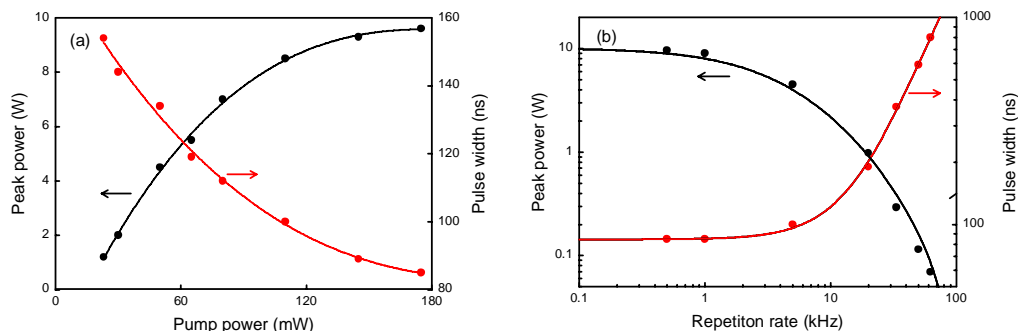 (a)
Peak power (W)
10
8
6
4
2
0
160
140
120
100
80
Pulse width (ns)
0 60 120 180
Pump power (mW)
(b)
Peak power (W)
10
1
0.1
1000
100
Pulse width (ns)
0.1 1 10 100
Repetiton rate (kHz)